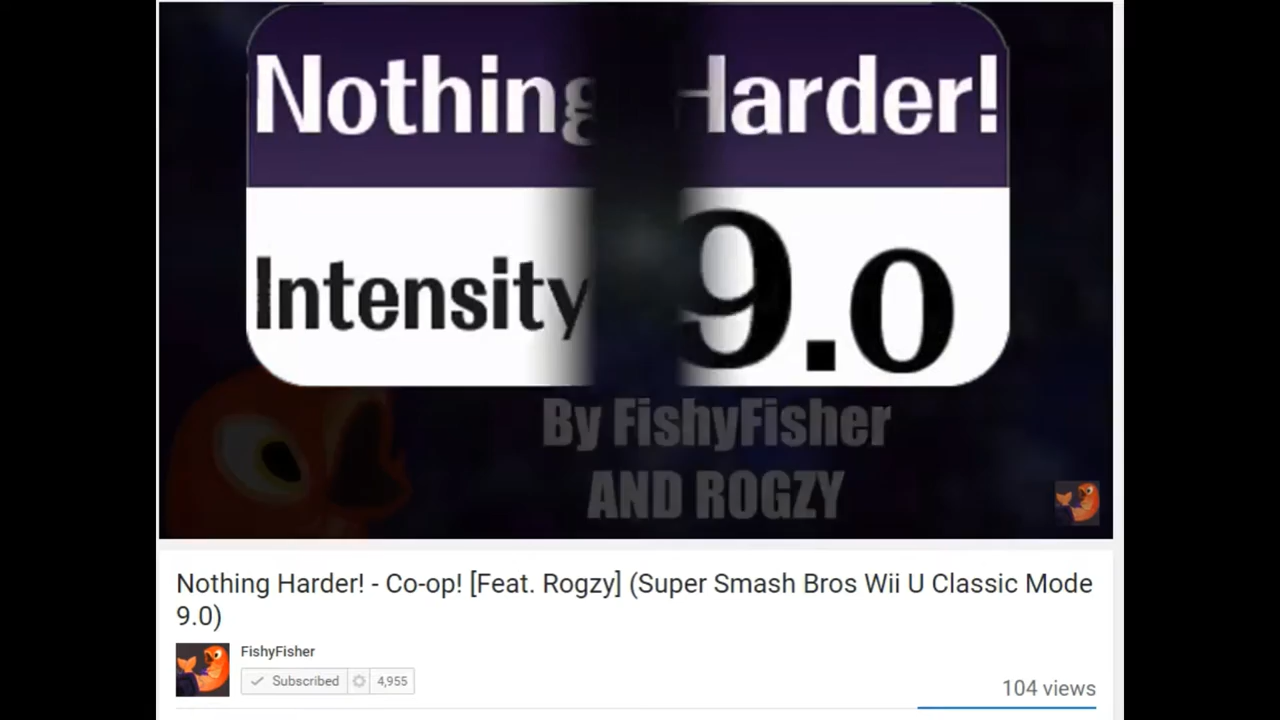 Nothing Harder!
Intensity 9.0
By FishyFisher
AND ROGZY
Nothing Harder! - Co-op! [Feat. Rogzy] (Super Smash Bros Wii U Classic Mode
9.0)
FishyFisher
Subscribed 4,955
104 views